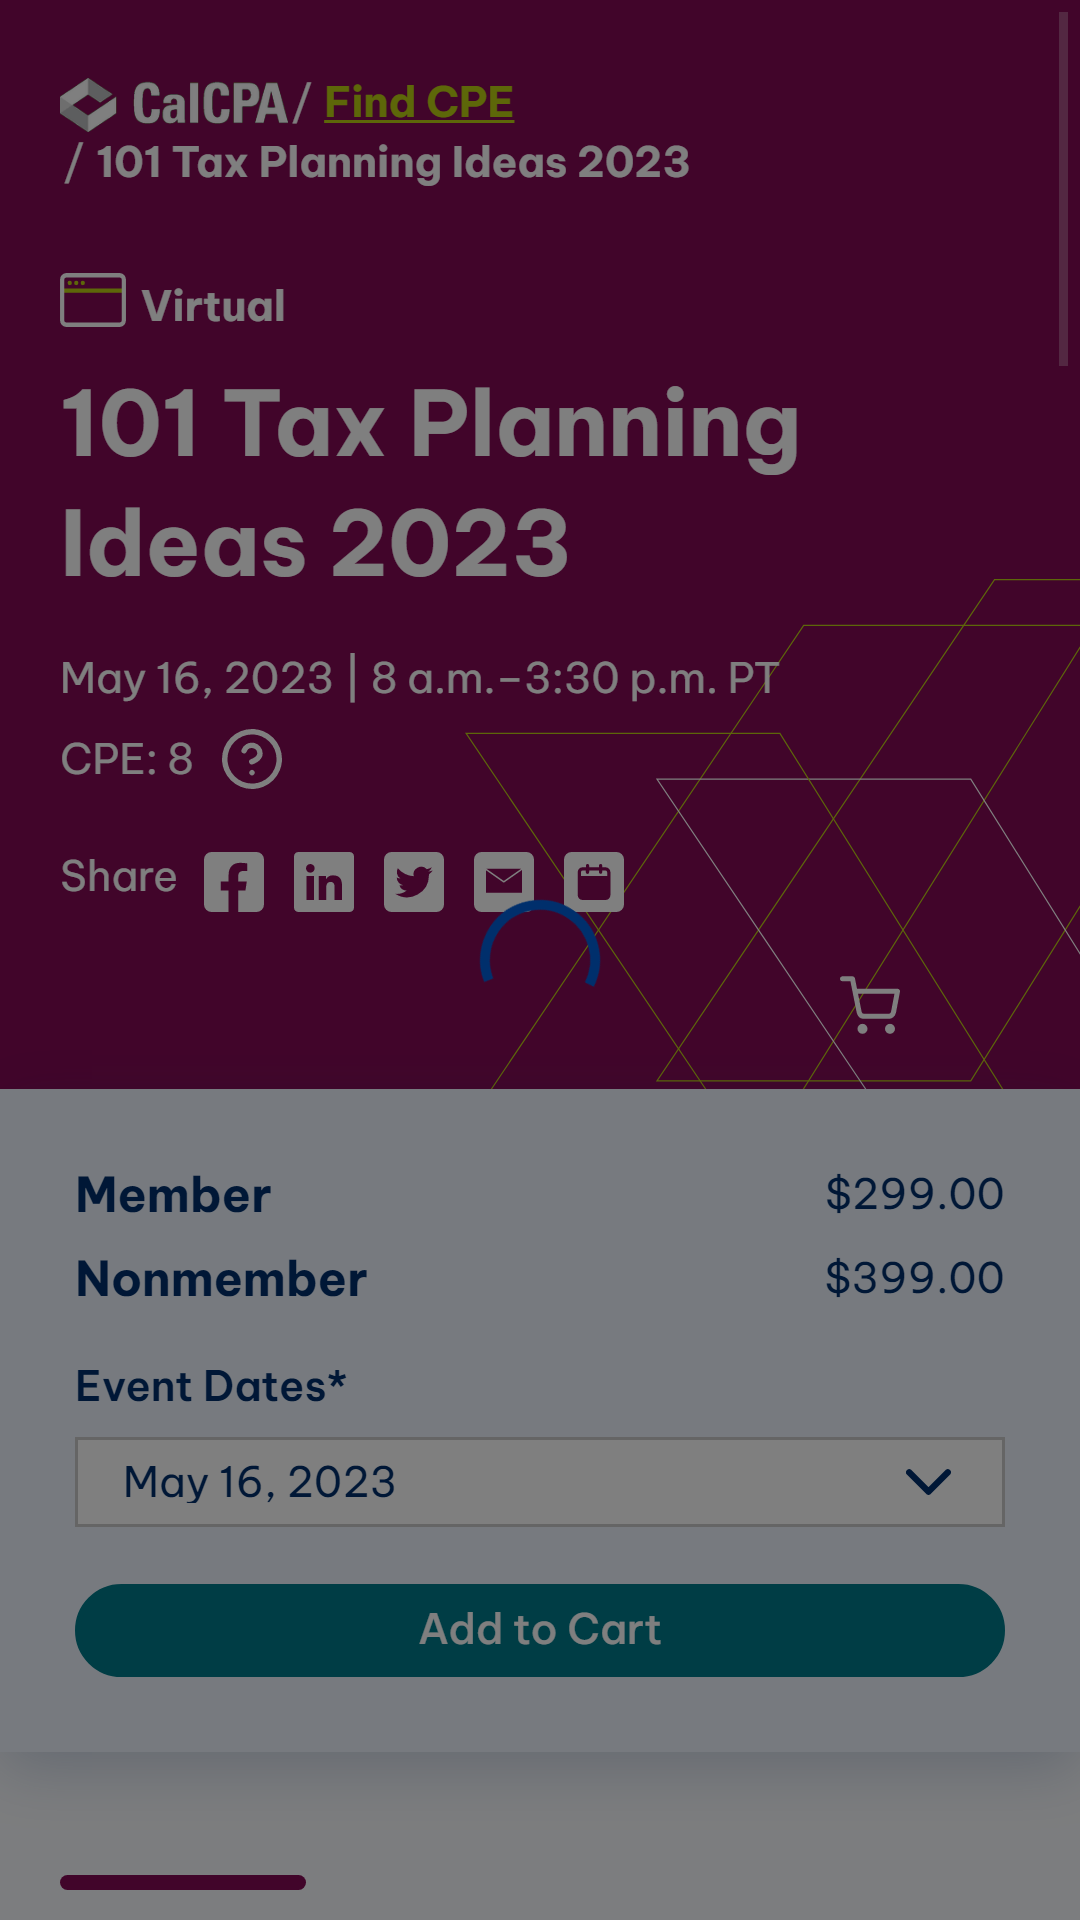 CalCPA / Find CPE
/ 101 Tax Planning Ideas 2023
Virtual
101 Tax Planning
Ideas 2023
May 16, 2023 | 8 a.m.–3:30 p.m. PT
CPE: 8 ?
Share
Member $299.00
Nonmember $399.00
Event Dates*
May 16, 2023
Add to Cart